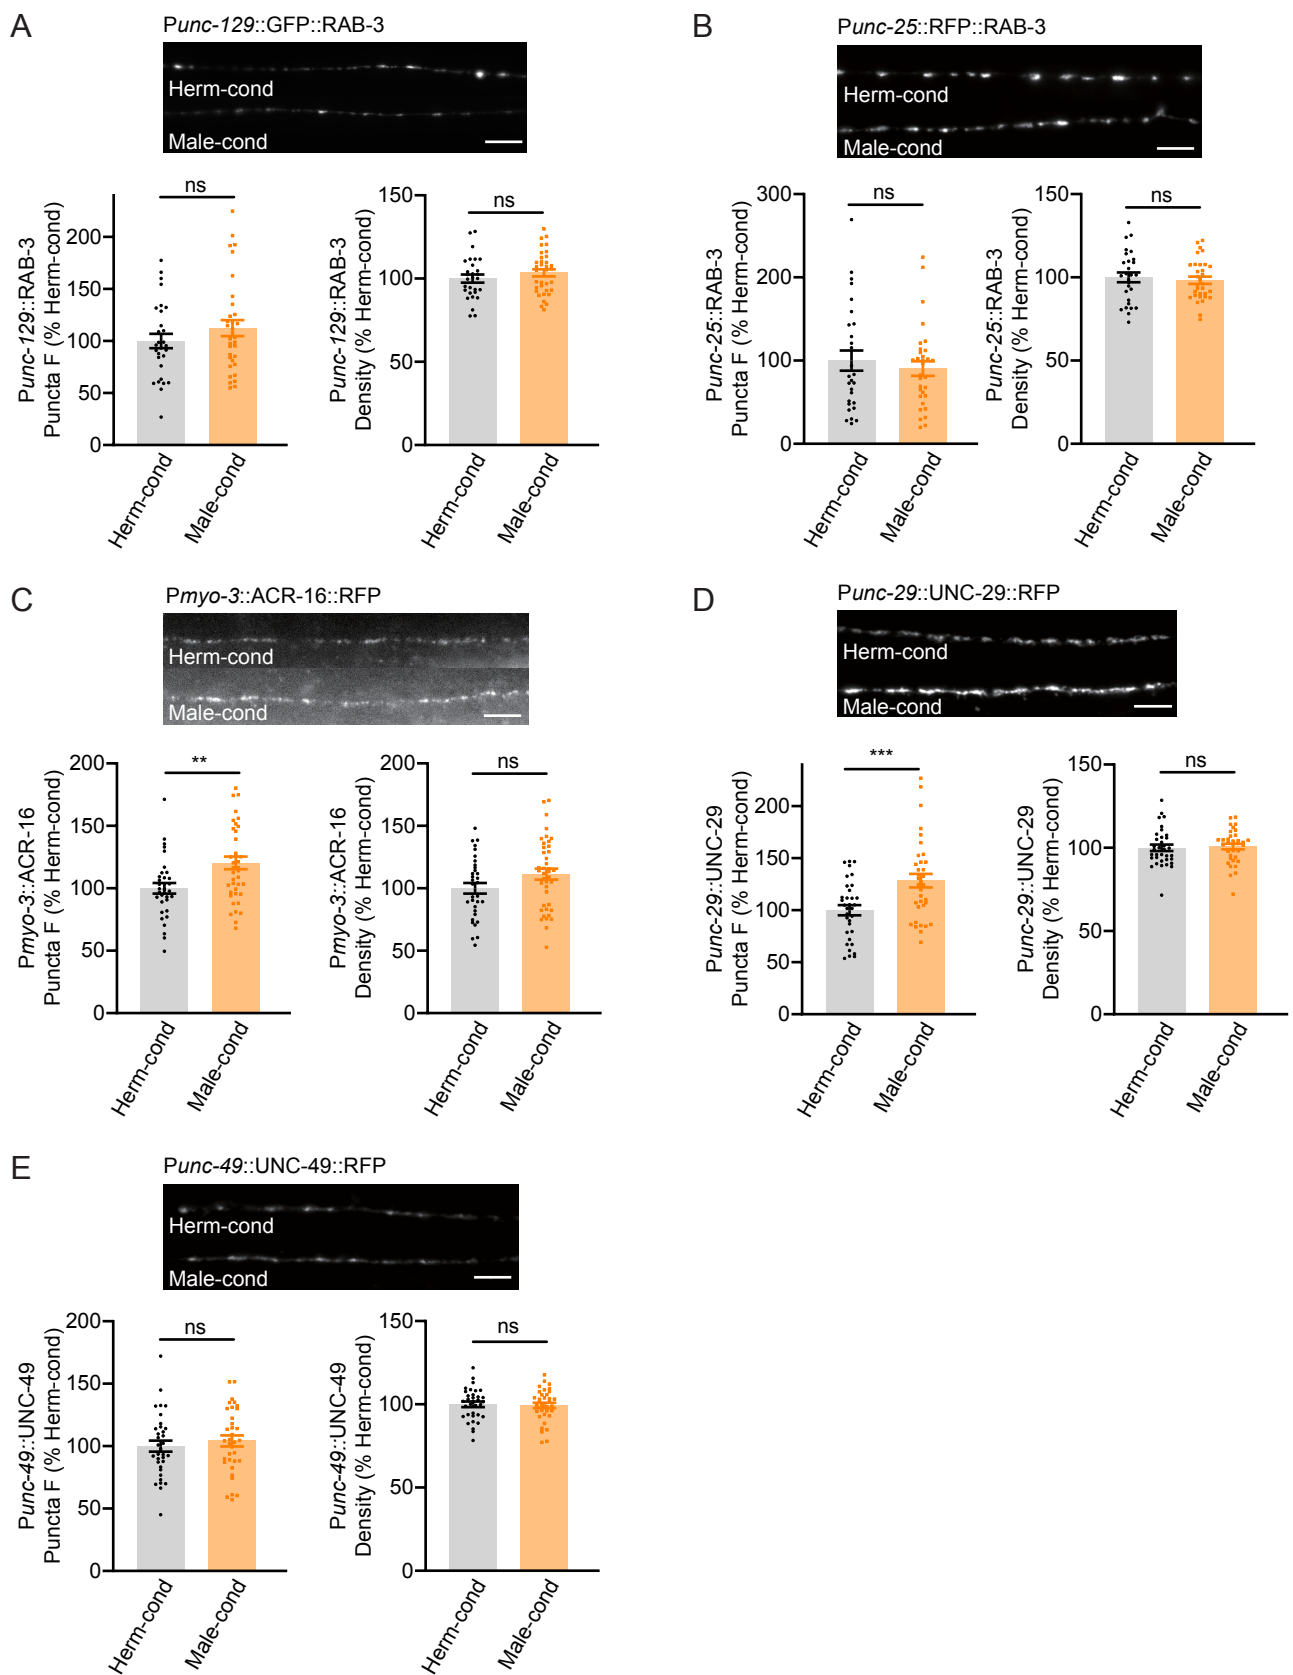 A
Punc-129::GFP::RAB-3
Herm-cond
Male-cond
Punc-129::RAB-3
Puncta F (% Herm-cond)
200
150
100
50
0
ns
Herm-cond
Male-cond
Punc-129::RAB-3
Density (% Herm-cond)
150
100
50
0
ns
Herm-cond
Male-cond
B
Punc-25::RFP::RAB-3
Herm-cond
Male-cond
Punc-25::RAB-3
Puncta F (% Herm-cond)
300
200
100
0
ns
Herm-cond
Male-cond
Punc-25::RAB-3
Density (% Herm-cond)
150
100
50
0
ns
Herm-cond
Male-cond
C
Pmyo-3::ACR-16::RFP
Herm-cond
Male-cond
Pmyo-3::ACR-16
Puncta F (% Herm-cond)
200
150
100
50
0
**
Herm-cond
Male-cond
Pmyo-3::ACR-16
Density (% Herm-cond)
200
150
100
50
0
ns
Herm-cond
Male-cond
D
Punc-29::UNC-29::RFP
Herm-cond
Male-cond
Punc-29::UNC-29
Puncta F (% Herm-cond)
200
150
100
50
0
***
Herm-cond
Male-cond
Punc-29::UNC-29
Density (% Herm-cond)
150
100
50
0
ns
Herm-cond
Male-cond
E
Punc-49::UNC-49::RFP
Herm-cond
Male-cond
Punc-49::UNC-49
Puncta F (% Herm-cond)
200
150
100
50
0
ns
Herm-cond
Male-cond
Punc-49::UNC-49
Density (% Herm-cond)
150
100
50
0
ns
Herm-cond
Male-cond